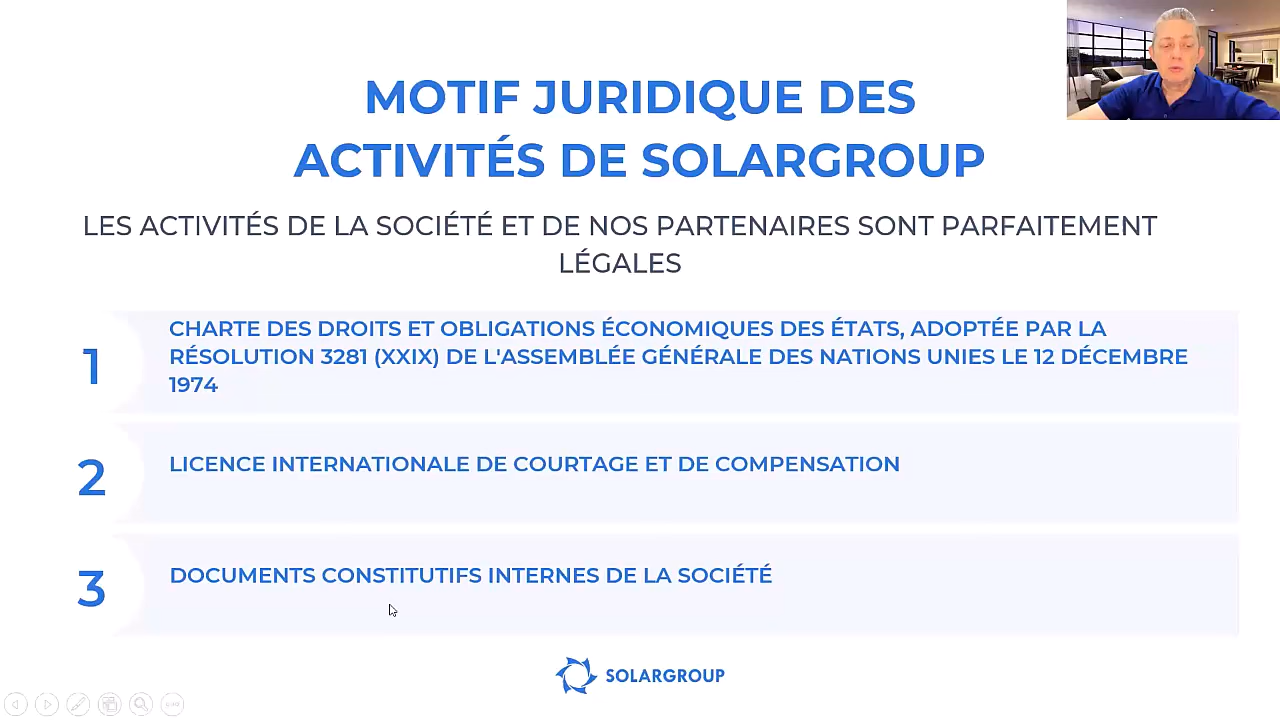 MOTIF JURIDIQUE DES
ACTIVITÉS DE SOLARGROUP
LES ACTIVITÉS DE LA SOCIÉTÉ ET DE NOS PARTENAIRES SONT PARFAITEMENT
LÉGALES
1
CHARTE DES DROITS ET OBLIGATIONS ÉCONOMIQUES DES ÉTATS, ADOPTÉE PAR LA
RÉSOLUTION 3281 (XXIX) DE L'ASSEMBLÉE GÉNÉRALE DES NATIONS UNIES LE 12 DÉCEMBRE
1974
2
LICENCE INTERNATIONALE DE COURTAGE ET DE COMPENSATION
3
DOCUMENTS CONSTITUTIFS INTERNES DE LA SOCIÉTÉ
SOLARGROUP